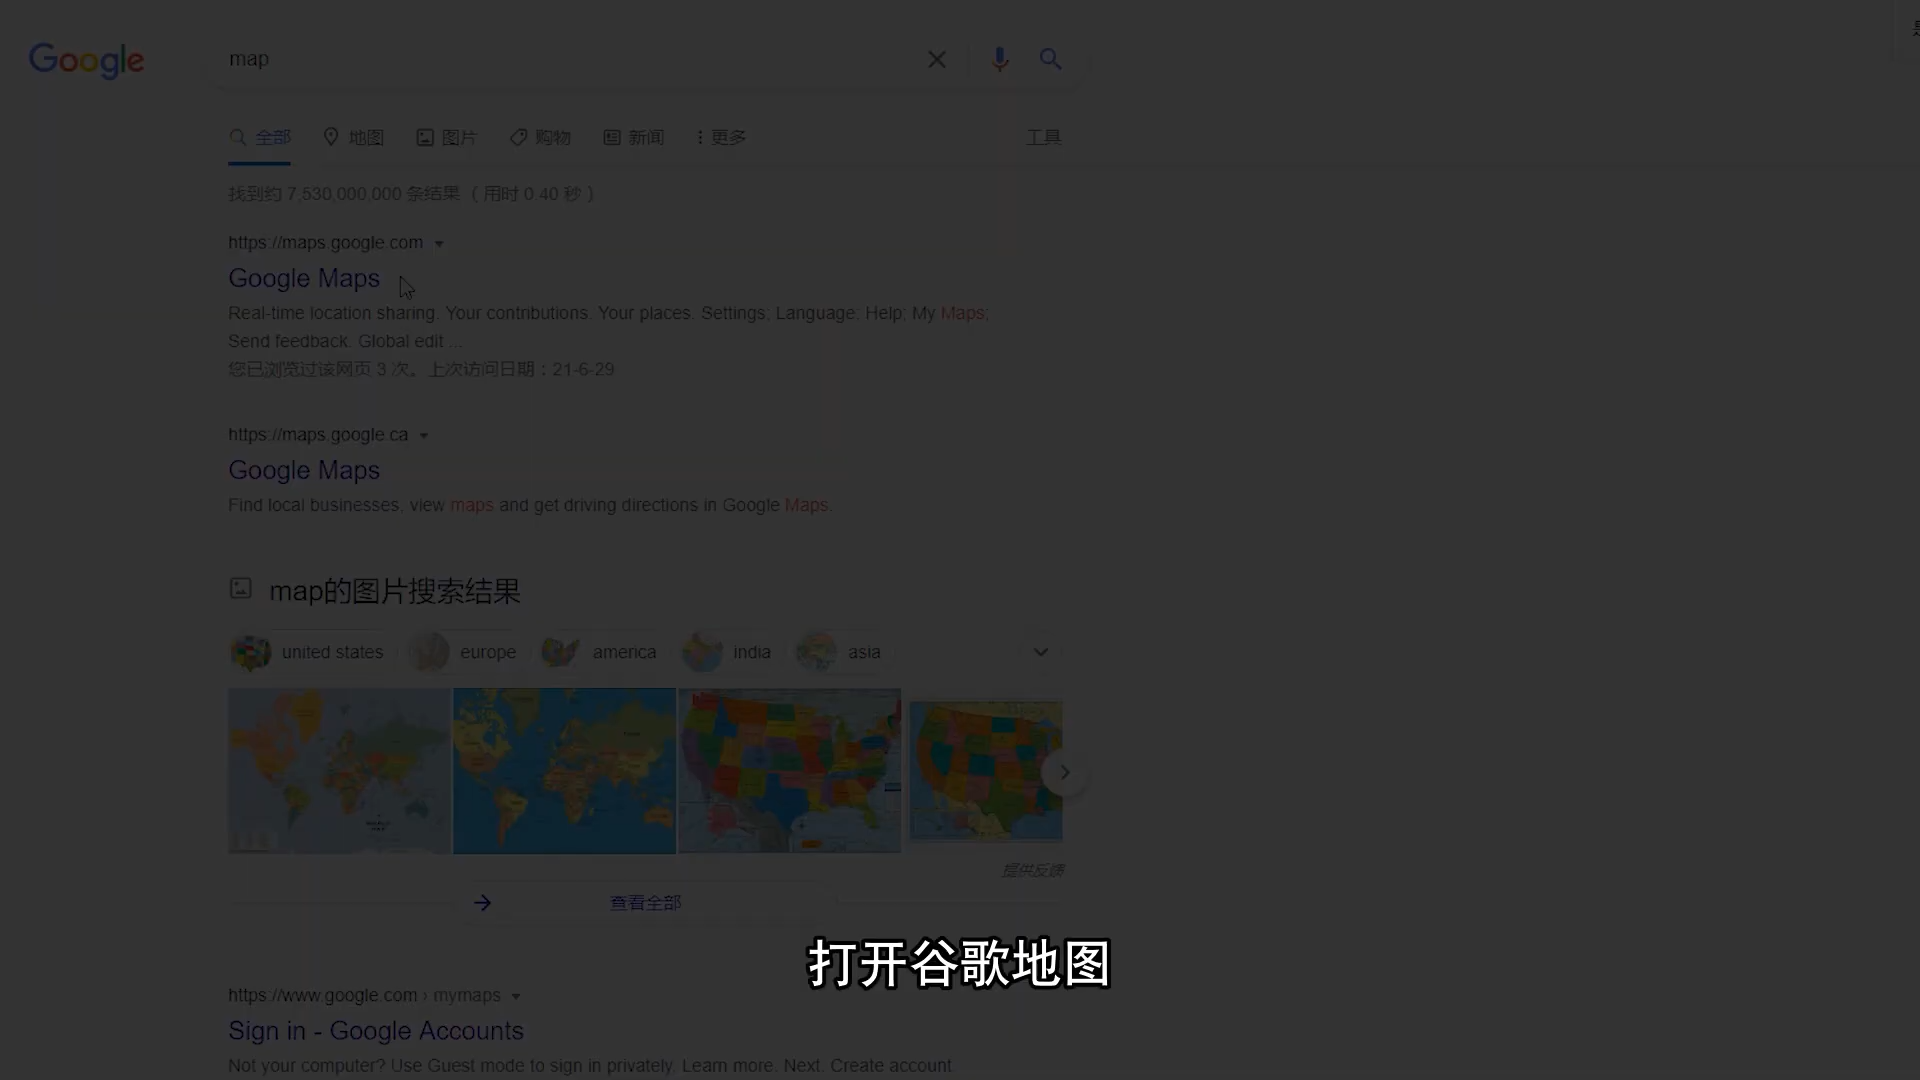 Google
map
全部 地图 图片 购物 新闻 更多 工具
找到约 7,530,000,000 条结果 （用时 0.40 秒）
https://maps.google.com
Google Maps
Real-time location sharing. Your contributions. Your places. Settings; Language; Help; My Maps;
Send feedback. Global edit ...
您已浏览过该网页 3 次。上次访问日期：21-6-29
https://maps.google.ca
Google Maps
Find local businesses, view maps and get driving directions in Google Maps.
map的图片搜索结果
united states europe america india asia
提供反馈
查看全部
打开谷歌地图
https://www.google.com › mymaps
Sign in - Google Accounts
Not your computer? Use Guest mode to sign in privately. Learn more. Next. Create account.